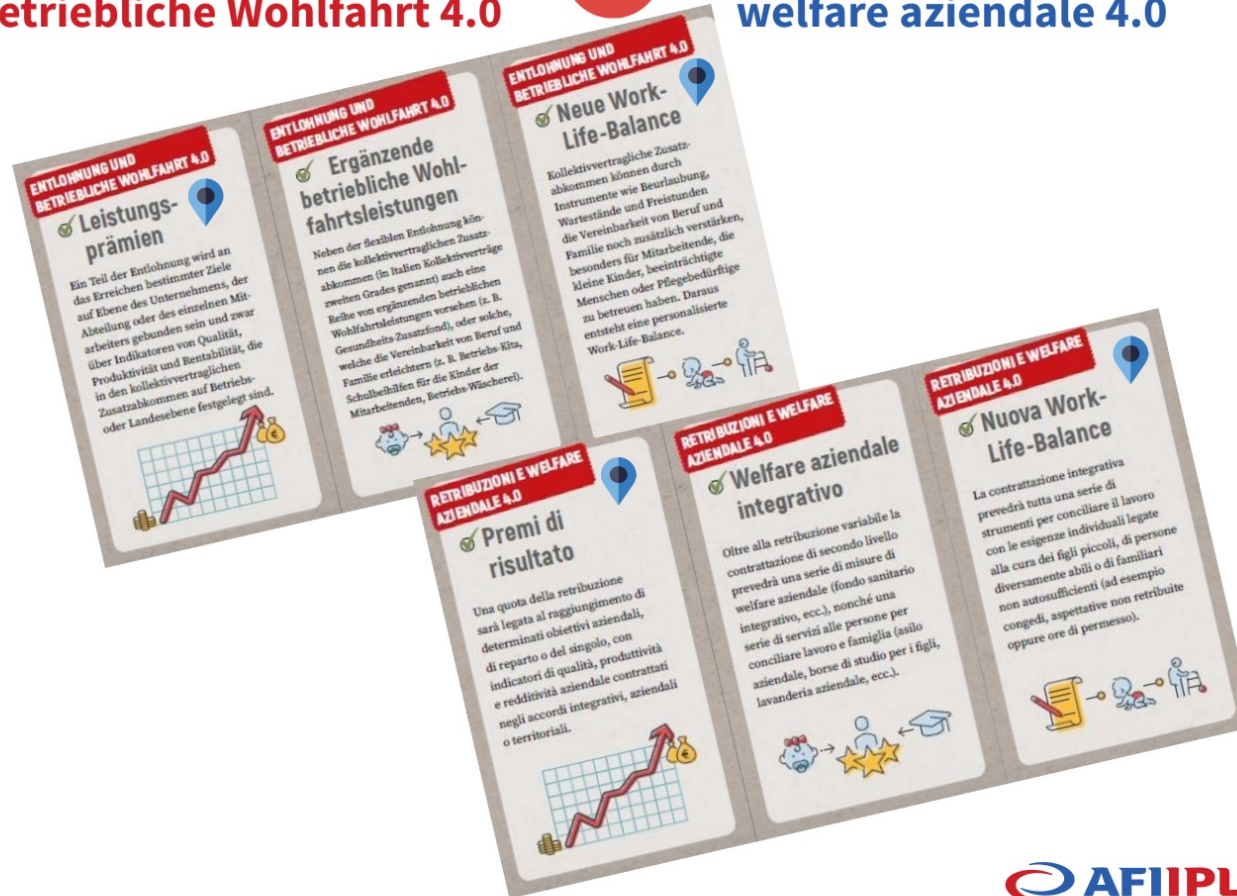 etriebliche Wohlfahrt 4.0
welfare aziendale 4.0
ENTLOHNUNG UND
BETRIEBLICHE WOHLFAHRT 4.0
Leistungs-
prämien
Ein Teil der Entlohnung wird an
das Erreichen bestimmter Ziele
auf Ebene des Unternehmens, der
Abteilung oder des einzelnen Mit-
arbeiters gebunden sein und zwar
über Indikatoren von Qualität,
Produktivität und Rentabilität, die
in den kollektivvertraglichen
Zusatzabkommen auf Betriebs-
oder Landesebene festgelegt sind.
€
ENTLOHNUNG UND
BETRIEBLICHE WOHLFAHRT 4.0
Ergänzende
betriebliche Wohl-
fahrtsleistungen
Neben der flexiblen Entlohnung kön-
nen die kollektivvertraglichen Zusatz-
abkommen (in Italien Kollektivverträge
zweiten Grades genannt) auch eine
Reihe von ergänzenden betrieblichen
Wohlfahrtsleistungen vorsehen (z. B.
Gesundheits-Zusatzfond), oder solche,
welche die Vereinbarkeit von Beruf und
Familie erleichtern (z. B. Betriebs-Kita,
Schulbeihilfen für die Kinder der
Mitarbeitenden, Betriebs-Wäscherei).
ENTLOHNUNG UND
BETRIEBLICHE WOHLFAHRT 4.0
Neue Work-
Life-Balance
Kollektivvertragliche Zusatz-
abkommen können durch
Instrumente wie Beurlaubung,
Wartestände und Freistunden
die Vereinbarkeit von Beruf und
Familie noch zusätzlich verstärken,
besonders für Mitarbeitende, die
kleine Kinder, beeinträchtigte
Menschen oder Pflegebedürftige
zu betreuen haben. Daraus
entsteht eine personalisierte
Work-Life-Balance.
RETRIBUZIONI E WELFARE
AZIENDALE 4.0
Premi di
risultato
Una quota della retribuzione
sarà legata al raggiungimento di
determinati obiettivi aziendali,
di reparto o del singolo, con
indicatori di qualità, produttività
e redditività aziendale contrattati
negli accordi integrativi, aziendali
o territoriali.
€
RETRIBUZIONI E WELFARE
AZIENDALE 4.0
Welfare aziendale
integrativo
Oltre alla retribuzione variabile la
contrattazione di secondo livello
prevedrà una serie di misure di
welfare aziendale (fondo sanitario
integrativo, ecc.), nonché una
serie di servizi alle persone per
conciliare lavoro e famiglia (asilo
aziendale, borse di studio per i figli,
lavanderia aziendale, ecc.).
RETRIBUZIONI E WELFARE
AZIENDALE 4.0
Nuova Work-
Life-Balance
La contrattazione integrativa
prevedrà tutta una serie di
strumenti per conciliare il lavoro
con le esigenze individuali legate
alla cura dei figli piccoli, di persone
diversamente abili o di familiari
non autosufficienti (ad esempio
congedi, aspettative non retribuite
oppure ore di permesso).
AFIIPL